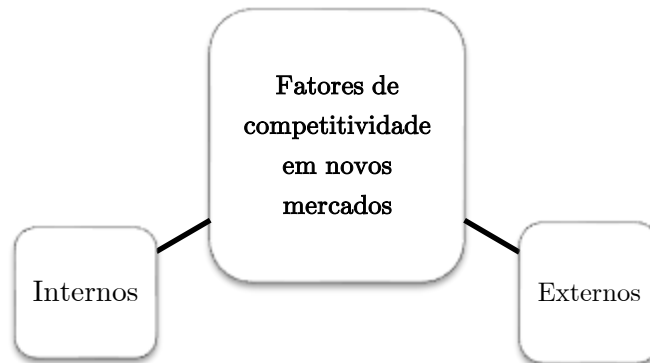 Fatores de
competitividade
em novos
mercados
Internos
Externos